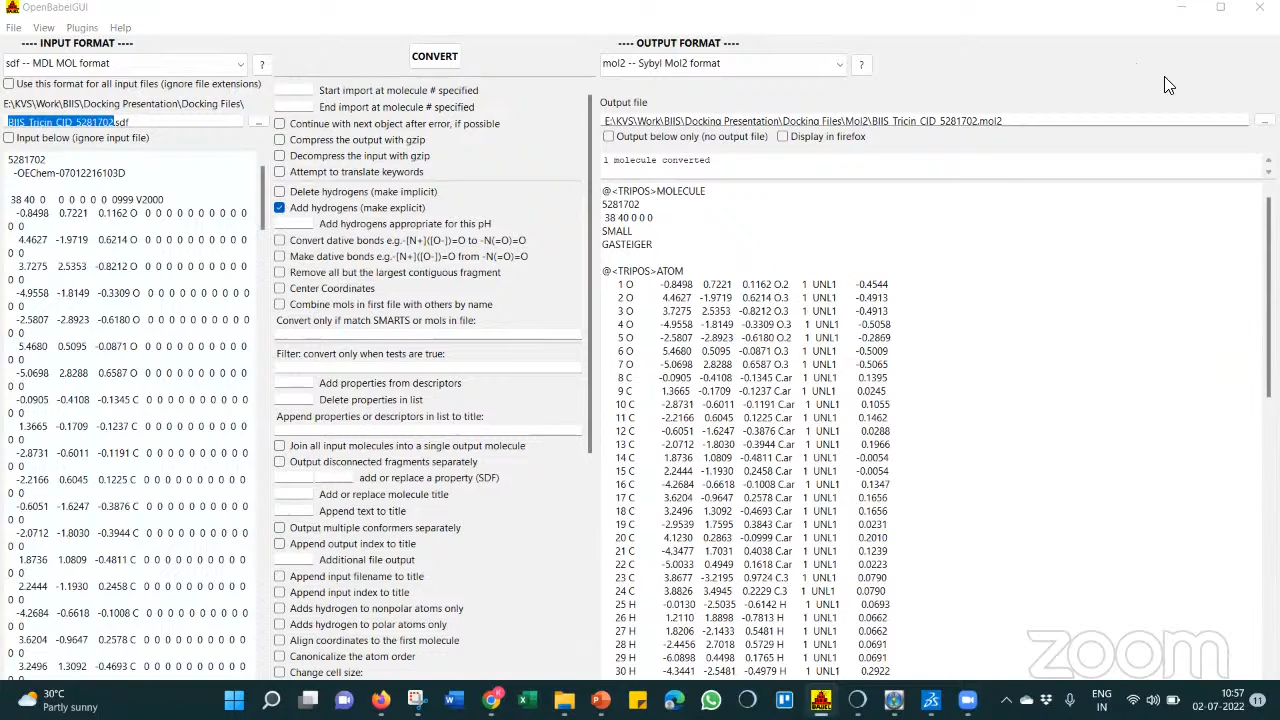 OpenBabelGUI
File View Plugins Help
---- INPUT FORMAT ----
sdf -- MDL MOL format
?
Use this format for all input files (ignore file extensions)
E:\KVS\Work\BIIS\Docking Presentation\Docking Files\
BIIS_Tricin_CID_5281702.sdf
...
Input below (ignore input file)
5281702
-OEChem-07012216103D
38 40 0 0 0 0 0 0 0999 V2000
-0.8498 0.7221 0.1162 O 0 0 0 0 0 0 0 0 0 0
0 0
4.4627 -1.9719 0.6214 O 0 0 0 0 0 0 0 0 0 0
0 0
3.7275 2.5353 -0.8212 O 0 0 0 0 0 0 0 0 0 0
0 0
-4.9558 -1.8149 -0.3309 O 0 0 0 0 0 0 0 0 0 0
0 0
-2.5807 -2.8923 -0.6180 O 0 0 0 0 0 0 0 0 0 0
0 0
5.4680 0.5095 -0.0871 O 0 0 0 0 0 0 0 0 0 0
0 0
-5.0698 2.8288 0.6587 O 0 0 0 0 0 0 0 0 0 0
0 0
-0.0905 -0.4108 -0.1345 C 0 0 0 0 0 0 0 0 0 0
0 0
1.3665 -0.1709 -0.1237 C 0 0 0 0 0 0 0 0 0 0
0 0
-2.8731 -0.6011 -0.1191 C 0 0 0 0 0 0 0 0 0 0
0 0
-2.2166 0.6045 0.1225 C 0 0 0 0 0 0 0 0 0 0
0 0
-0.6051 -1.6247 -0.3876 C 0 0 0 0 0 0 0 0 0 0
0 0
-2.0712 -1.8030 -0.3944 C 0 0 0 0 0 0 0 0 0 0
0 0
1.8736 1.0809 -0.4811 C 0 0 0 0 0 0 0 0 0 0
0 0
2.2444 -1.1930 0.2458 C 0 0 0 0 0 0 0 0 0 0
0 0
-4.2684 -0.6618 -0.1008 C 0 0 0 0 0 0 0 0 0 0
0 0
3.6204 -0.9647 0.2578 C 0 0 0 0 0 0 0 0 0 0
0 0
3.2496 1.3092 -0.4693 C 0 0 0 0 0 0 0 0 0 0
CONVERT
Start import at molecule # specified
End import at molecule # specified
Continue with next object after error, if possible
Compress the output with gzip
Decompress the input with gzip
Attempt to translate keywords
Delete hydrogens (make implicit)
Add hydrogens (make explicit)
Add hydrogens appropriate for this pH
Convert dative bonds e.g.-[N+]([O-])=O to -N(=O)=O
Make dative bonds e.g.-[N+]([O-])=O from -N(=O)=O
Remove all but the largest contiguous fragment
Center Coordinates
Combine mols in first file with others by name
Convert only if match SMARTS or mols in file:
Filter: convert only when tests are true:
Add properties from descriptors
Delete properties in list
Append properties or descriptors in list to title:
Join all input molecules into a single output molecule
Output disconnected fragments separately
add or replace a property (SDF)
Add or replace molecule title
Append text to title
Output multiple conformers separately
Append output index to title
Additional file output
Append input filename to title
Append input index to title
Adds hydrogen to nonpolar atoms only
Adds hydrogen to polar atoms only
Align coordinates to the first molecule
Canonicalize the atom order
Change cell size:
---- OUTPUT FORMAT ----
mol2 -- Sybyl Mol2 format
?
Output file
E:\KVS\Work\BIIS\Docking Presentation\Docking Files\Mol2\BIIS_Tricin_CID_5281702.mol2
...
Output below only (no output file) Display in firefox
1 molecule converted
@<TRIPOS>MOLECULE
5281702
38 40 0 0 0
SMALL
GASTEIGER
@<TRIPOS>ATOM
1 O -0.8498 0.7221 0.1162 O.2 1 UNL1 -0.4544
2 O 4.4627 -1.9719 0.6214 O.3 1 UNL1 -0.4913
3 O 3.7275 2.5353 -0.8212 O.3 1 UNL1 -0.4913
4 O -4.9558 -1.8149 -0.3309 O.3 1 UNL1 -0.5058
5 O -2.5807 -2.8923 -0.6180 O.2 1 UNL1 -0.2869
6 O 5.4680 0.5095 -0.0871 O.3 1 UNL1 -0.5009
7 O -5.0698 2.8288 0.6587 O.3 1 UNL1 -0.5065
8 C -0.0905 -0.4108 -0.1345 C.ar 1 UNL1 0.1395
9 C 1.3665 -0.1709 -0.1237 C.ar 1 UNL1 0.0245
10 C -2.8731 -0.6011 -0.1191 C.ar 1 UNL1 0.1055
11 C -2.2166 0.6045 0.1225 C.ar 1 UNL1 0.1462
12 C -0.6051 -1.6247 -0.3876 C.ar 1 UNL1 0.0288
13 C -2.0712 -1.8030 -0.3944 C.ar 1 UNL1 0.1966
14 C 1.8736 1.0809 -0.4811 C.ar 1 UNL1 -0.0054
15 C 2.2444 -1.1930 0.2458 C.ar 1 UNL1 -0.0054
16 C -4.2684 -0.6618 -0.1008 C.ar 1 UNL1 0.1347
17 C 3.6204 -0.9647 0.2578 C.ar 1 UNL1 0.1656
18 C 3.2496 1.3092 -0.4693 C.ar 1 UNL1 0.1656
19 C -2.9539 1.7595 0.3843 C.ar 1 UNL1 0.0231
20 C 4.1230 0.2863 -0.0999 C.ar 1 UNL1 0.2010
21 C -4.3477 1.7031 0.4038 C.ar 1 UNL1 0.1239
22 C -5.0033 0.4949 0.1618 C.ar 1 UNL1 0.0223
23 C 3.8677 -3.2195 0.9724 C.3 1 UNL1 0.0790
24 C 3.8826 3.4945 0.2229 C.3 1 UNL1 0.0790
25 H -0.0130 -2.5035 -0.6142 H 1 UNL1 0.0693
26 H 1.2110 1.8898 -0.7813 H 1 UNL1 0.0662
27 H 1.8206 -2.1433 0.5481 H 1 UNL1 0.0662
28 H -2.4456 2.7018 0.5729 H 1 UNL1 0.0691
29 H -6.0898 0.4498 0.1765 H 1 UNL1 0.0691
30 H -4.3441 -2.5481 -0.4979 H 1 UNL1 0.2922
zoom
30°C
Partly sunny
ENG
IN
10:57
02-07-2022
11